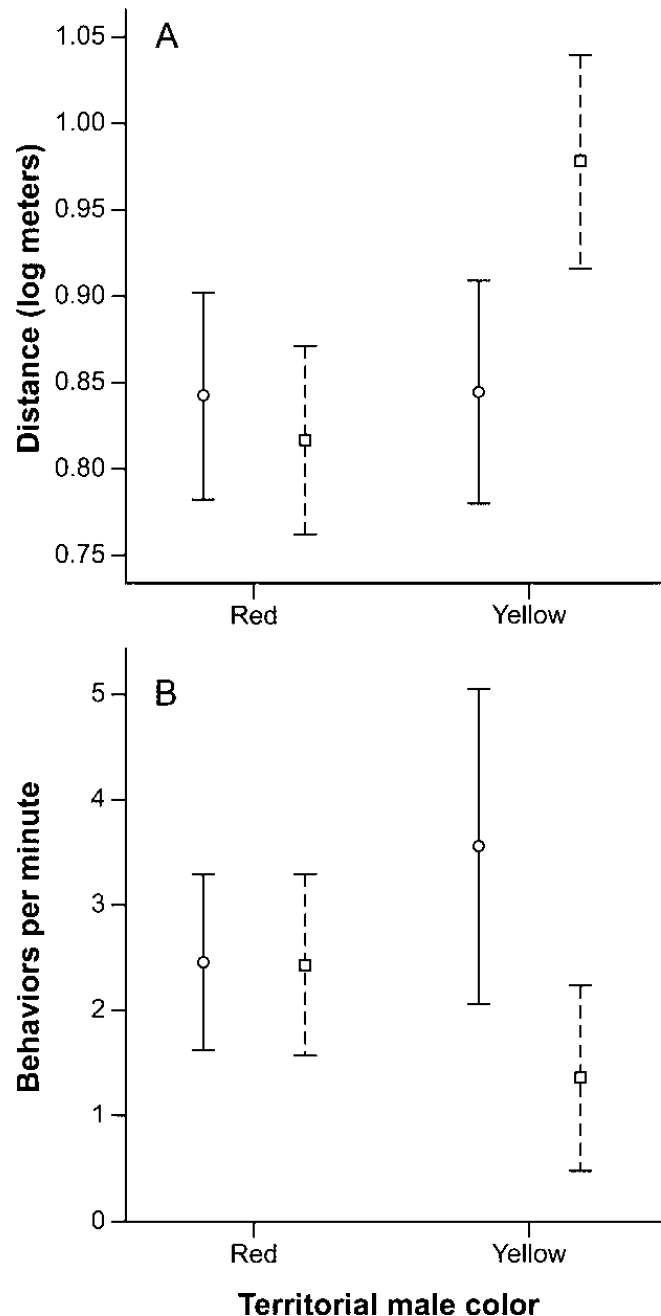 A
1.05
1.00
0.95
0.90
0.85
0.80
0.75
Distance (log meters)
Red Yellow
B
5
4
3
2
1
0
Behaviors per minute
Red Yellow
Territorial male color